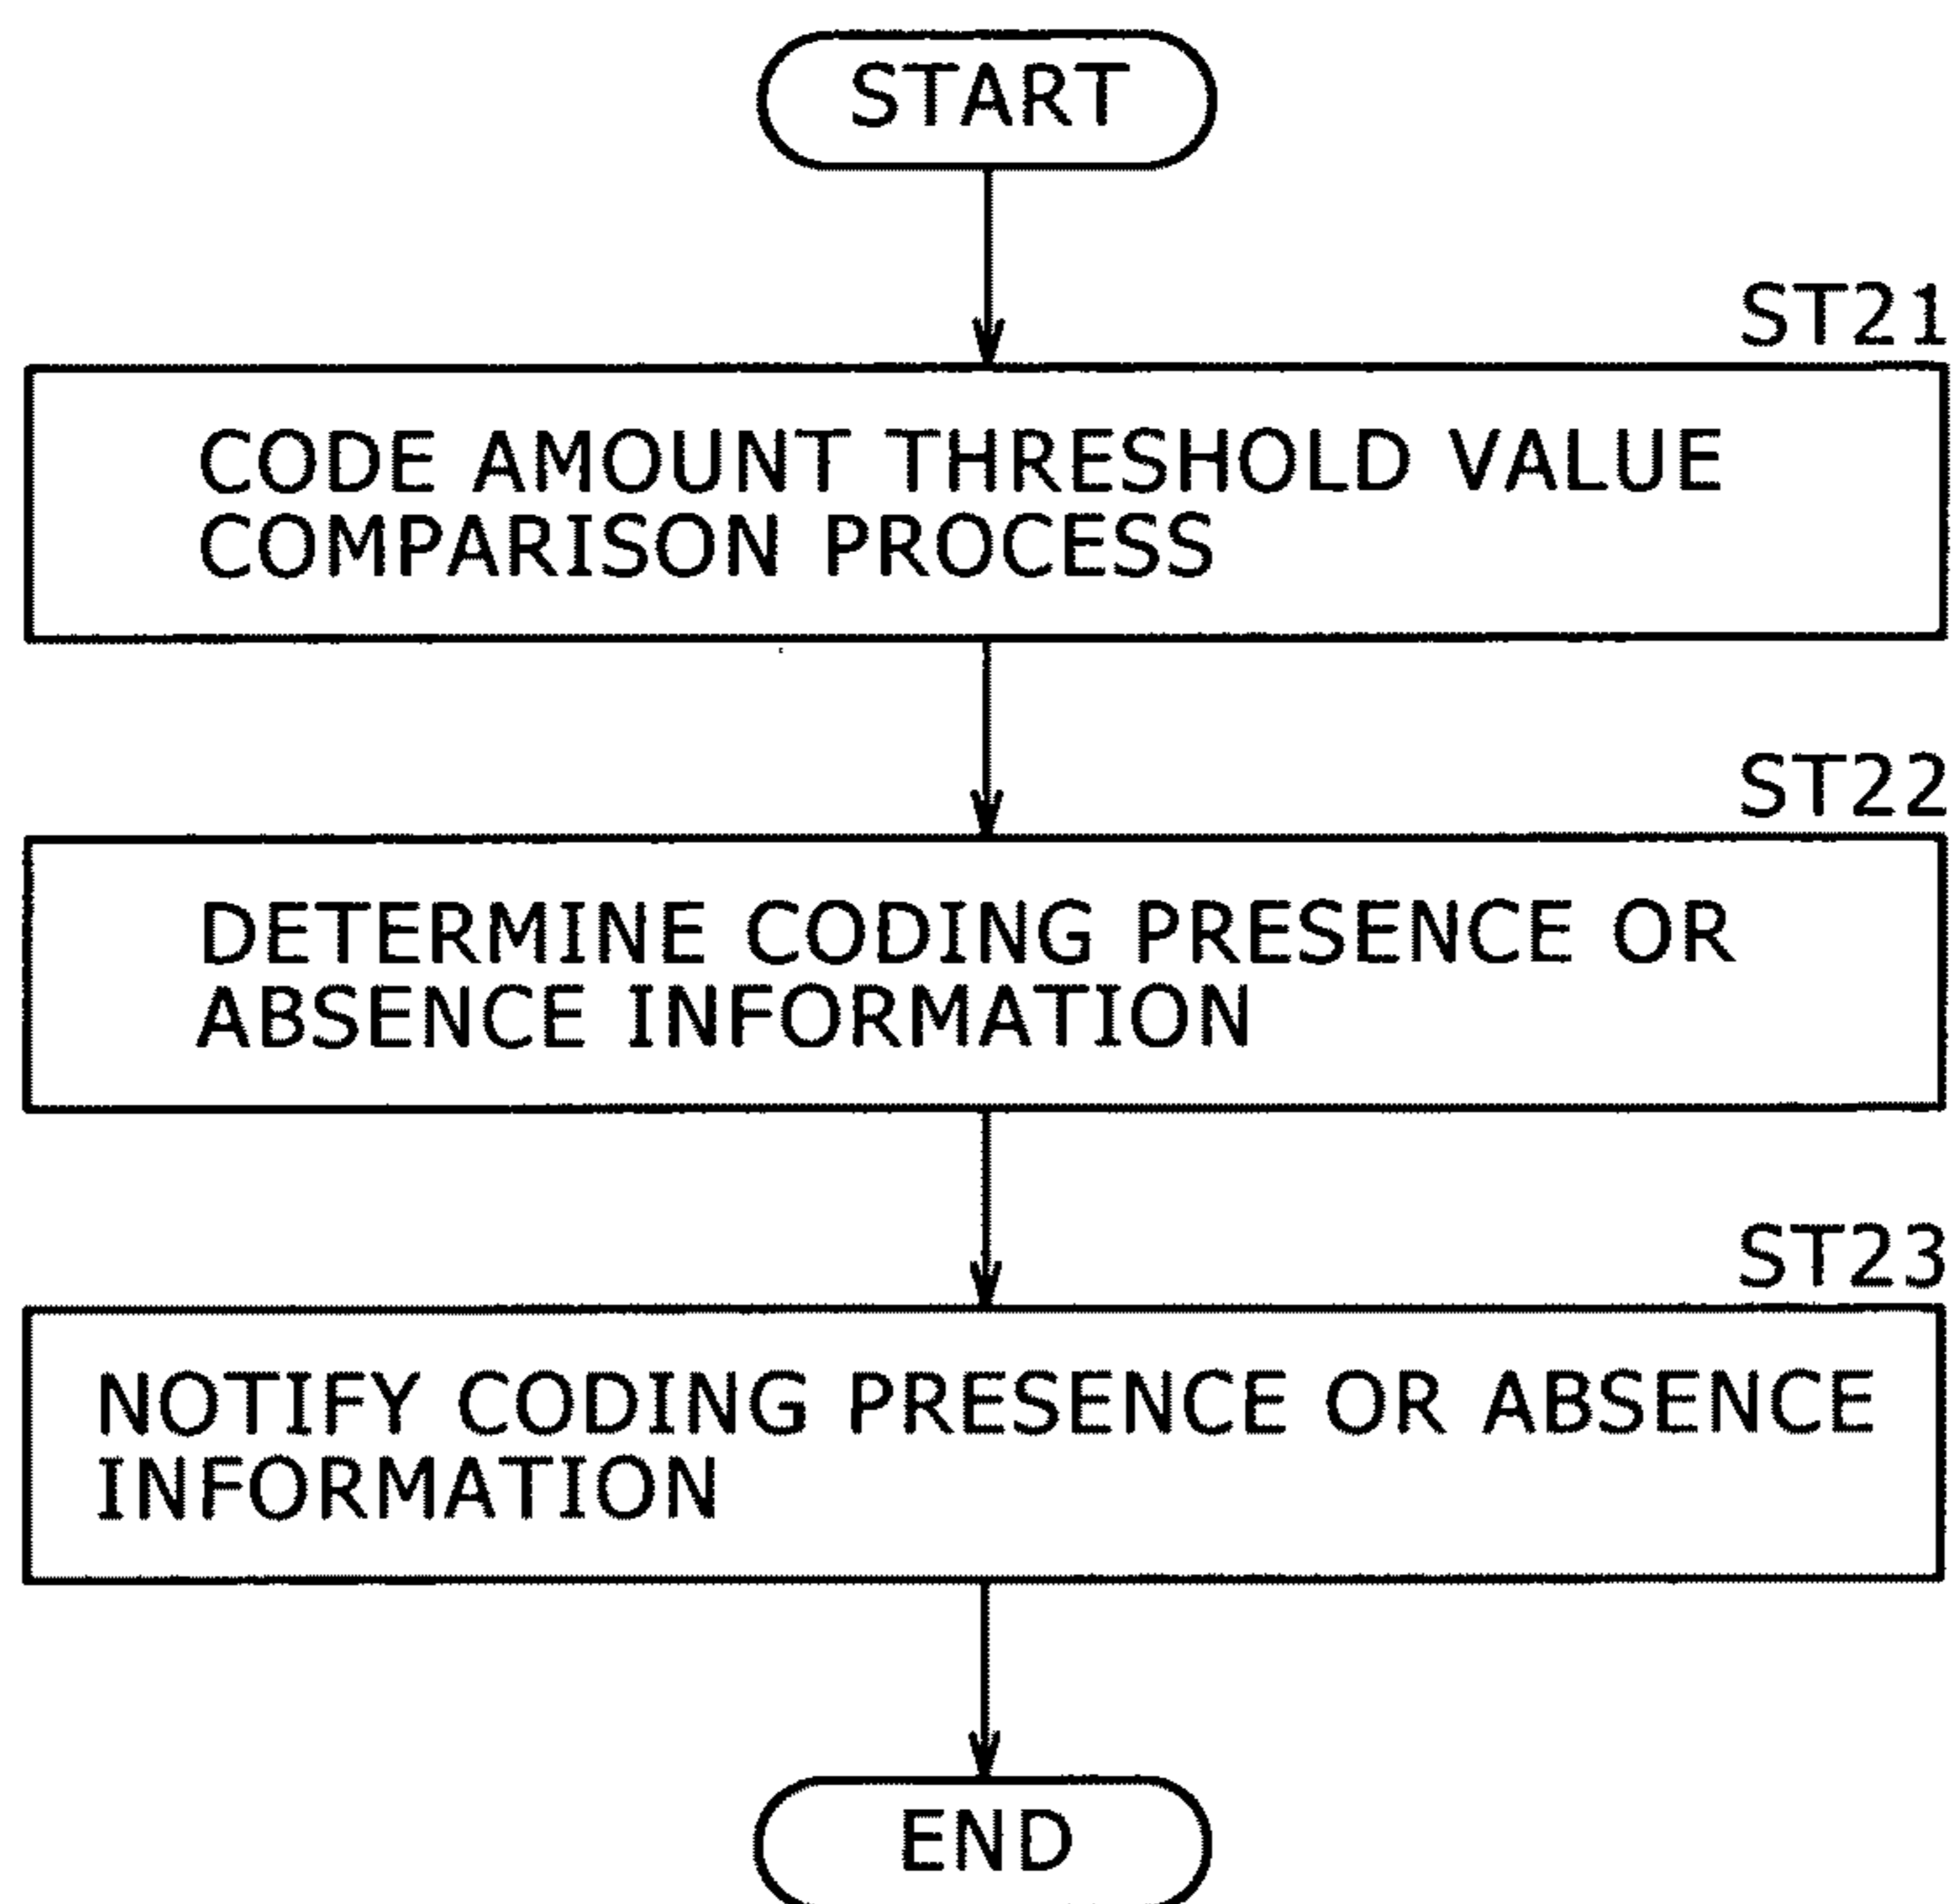 START
ST21
CODE AMOUNT THRESHOLD VALUE
COMPARISON PROCESS
ST22
DETERMINE CODING PRESENCE OR
ABSENCE INFORMATION
ST23
NOTIFY CODING PRESENCE OR ABSENCE
INFORMATION
END